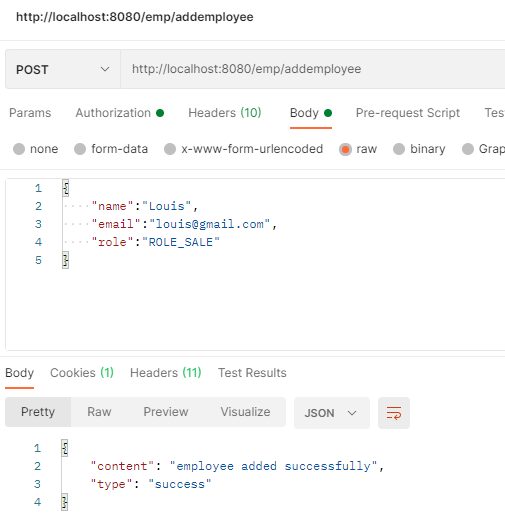 http://localhost:8080/emp/addemployee
POST http://localhost:8080/emp/addemployee
Params Authorization Headers (10) Body Pre-request Script Tes
none form-data x-www-form-urlencoded raw binary Grap
1 {
2 "name":"Louis",
3 "email":"louis@gmail.com",
4 "role":"ROLE_SALE"
5 }
Body Cookies (1) Headers (11) Test Results
Pretty Raw Preview Visualize JSON
1 {
2 "content": "employee added successfully",
3 "type": "success"
4 }